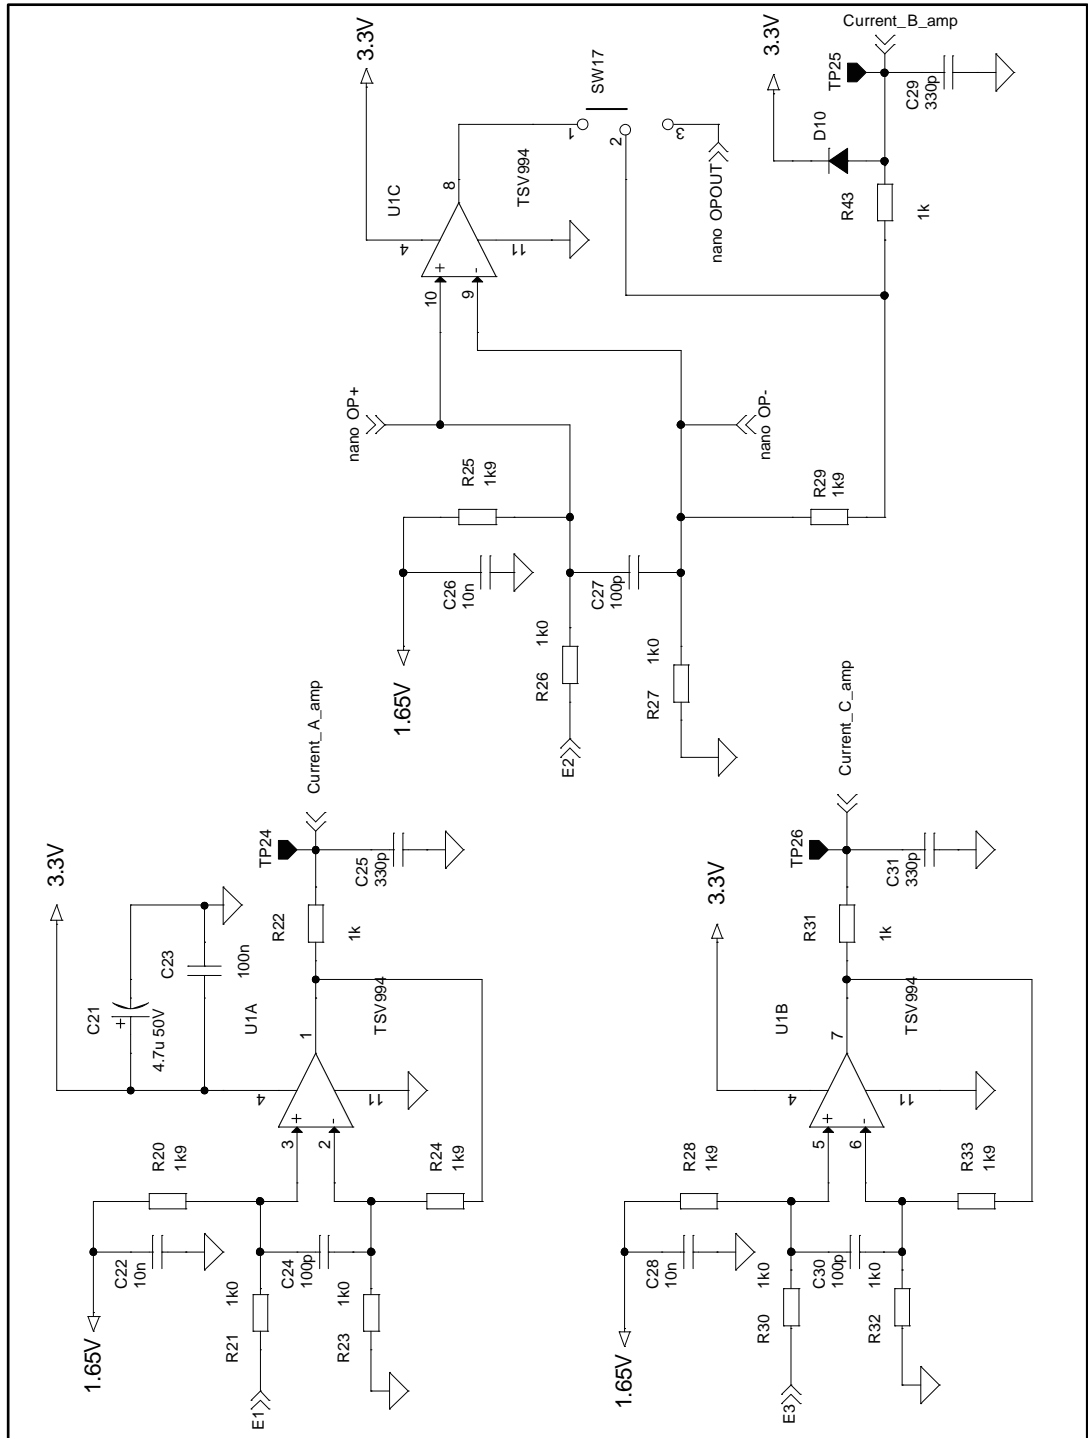 Current_B_amp
3.3V
3.3V
TP25
C29
330p
SW17
D10
1
2
3
R43
1k
8
U1C
TSV994
nano OPOUT
4
11
+
-
10
9
nano OP+
nano OP-
R25
1k9
R29
1k9
C26
10n
C27
100p
1k0
R26
1k0
R27
1.65V
E2
Current_A_amp
TP24
C25
330p
3.3V
R22
1k
C23
100n
C21
+
4.7u 50V
U1A
TSV994
1
4
11
+
-
3
2
R20
1k9
R24
1k9
C22
10n
C24
100p
1k0
1k0
R21
R23
1.65V
E1
Current_C_amp
TP26
C31
330p
3.3V
R31
1k
U1B
TSV994
7
4
11
+
-
5
6
R28
1k9
R33
1k9
C28
10n
C30
100p
1k0
1k0
R30
R32
1.65V
E3